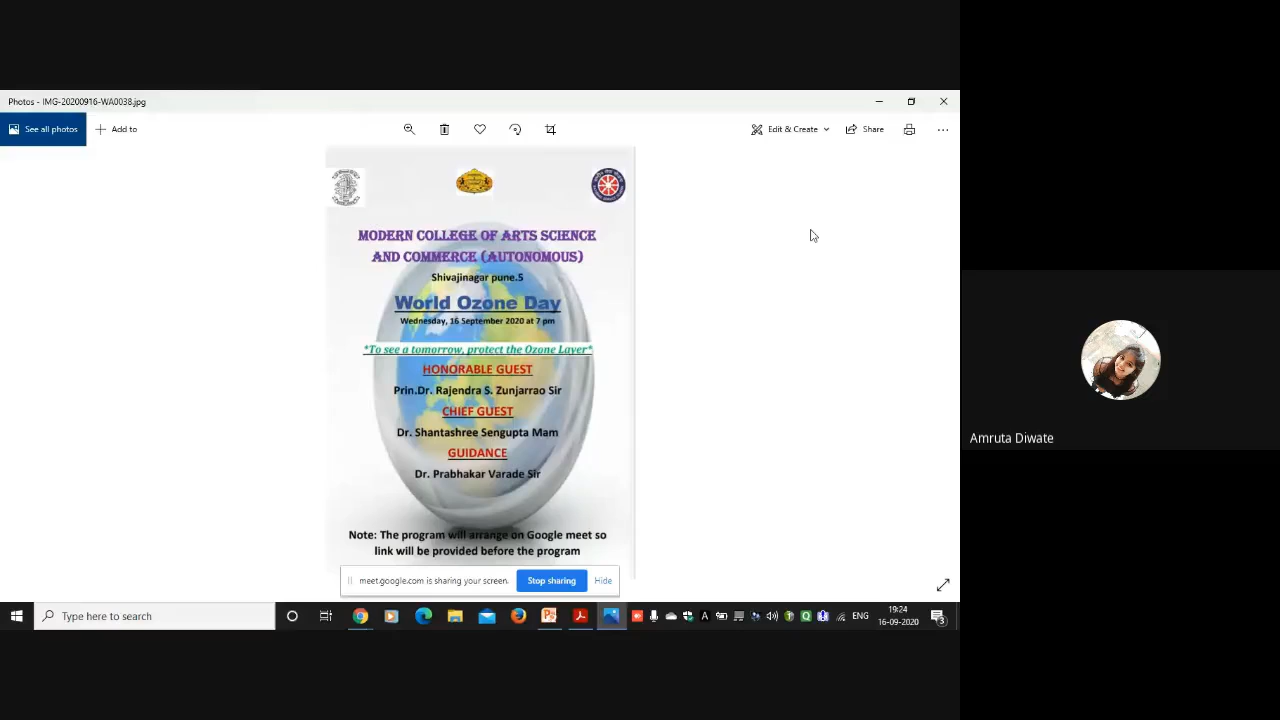 Photos - IMG-20200916-WA0038.jpg
See all photos
Add to
Edit & Create
Share
MODERN COLLEGE OF ARTS SCIENCE
AND COMMERCE (AUTONOMOUS)
Shivajinagar pune.5
World Ozone Day
Wednesday, 16 September 2020 at 7 pm
*To see a tomorrow, protect the Ozone Layer*
HONORABLE GUEST
Prin.Dr. Rajendra S. Zunjarrao Sir
CHIEF GUEST
Dr. Shantashree Sengupta Mam
GUIDANCE
Dr. Prabhakar Varade Sir
Note: The program will arrange on Google meet so
link will be provided before the program
meet.google.com is sharing your screen.
Stop sharing
Hide
Amruta Diwate
Type here to search
ENG
19:24
16-09-2020
3